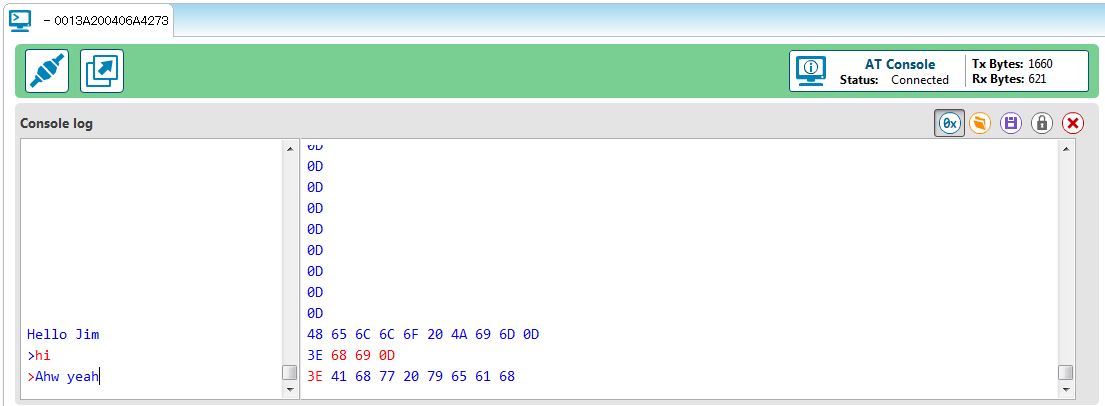 - 0013A200406A4273
AT Console
Status: Connected
Tx Bytes: 1660
Rx Bytes: 621
Console log
0x
0D
0D
0D
0D
0D
0D
0D
0D
0D
Hello Jim
48 65 6C 6C 6F 20 4A 69 6D 0D
>hi
3E 68 69 0D
>Ahw yeah
3E 41 68 77 20 79 65 61 68